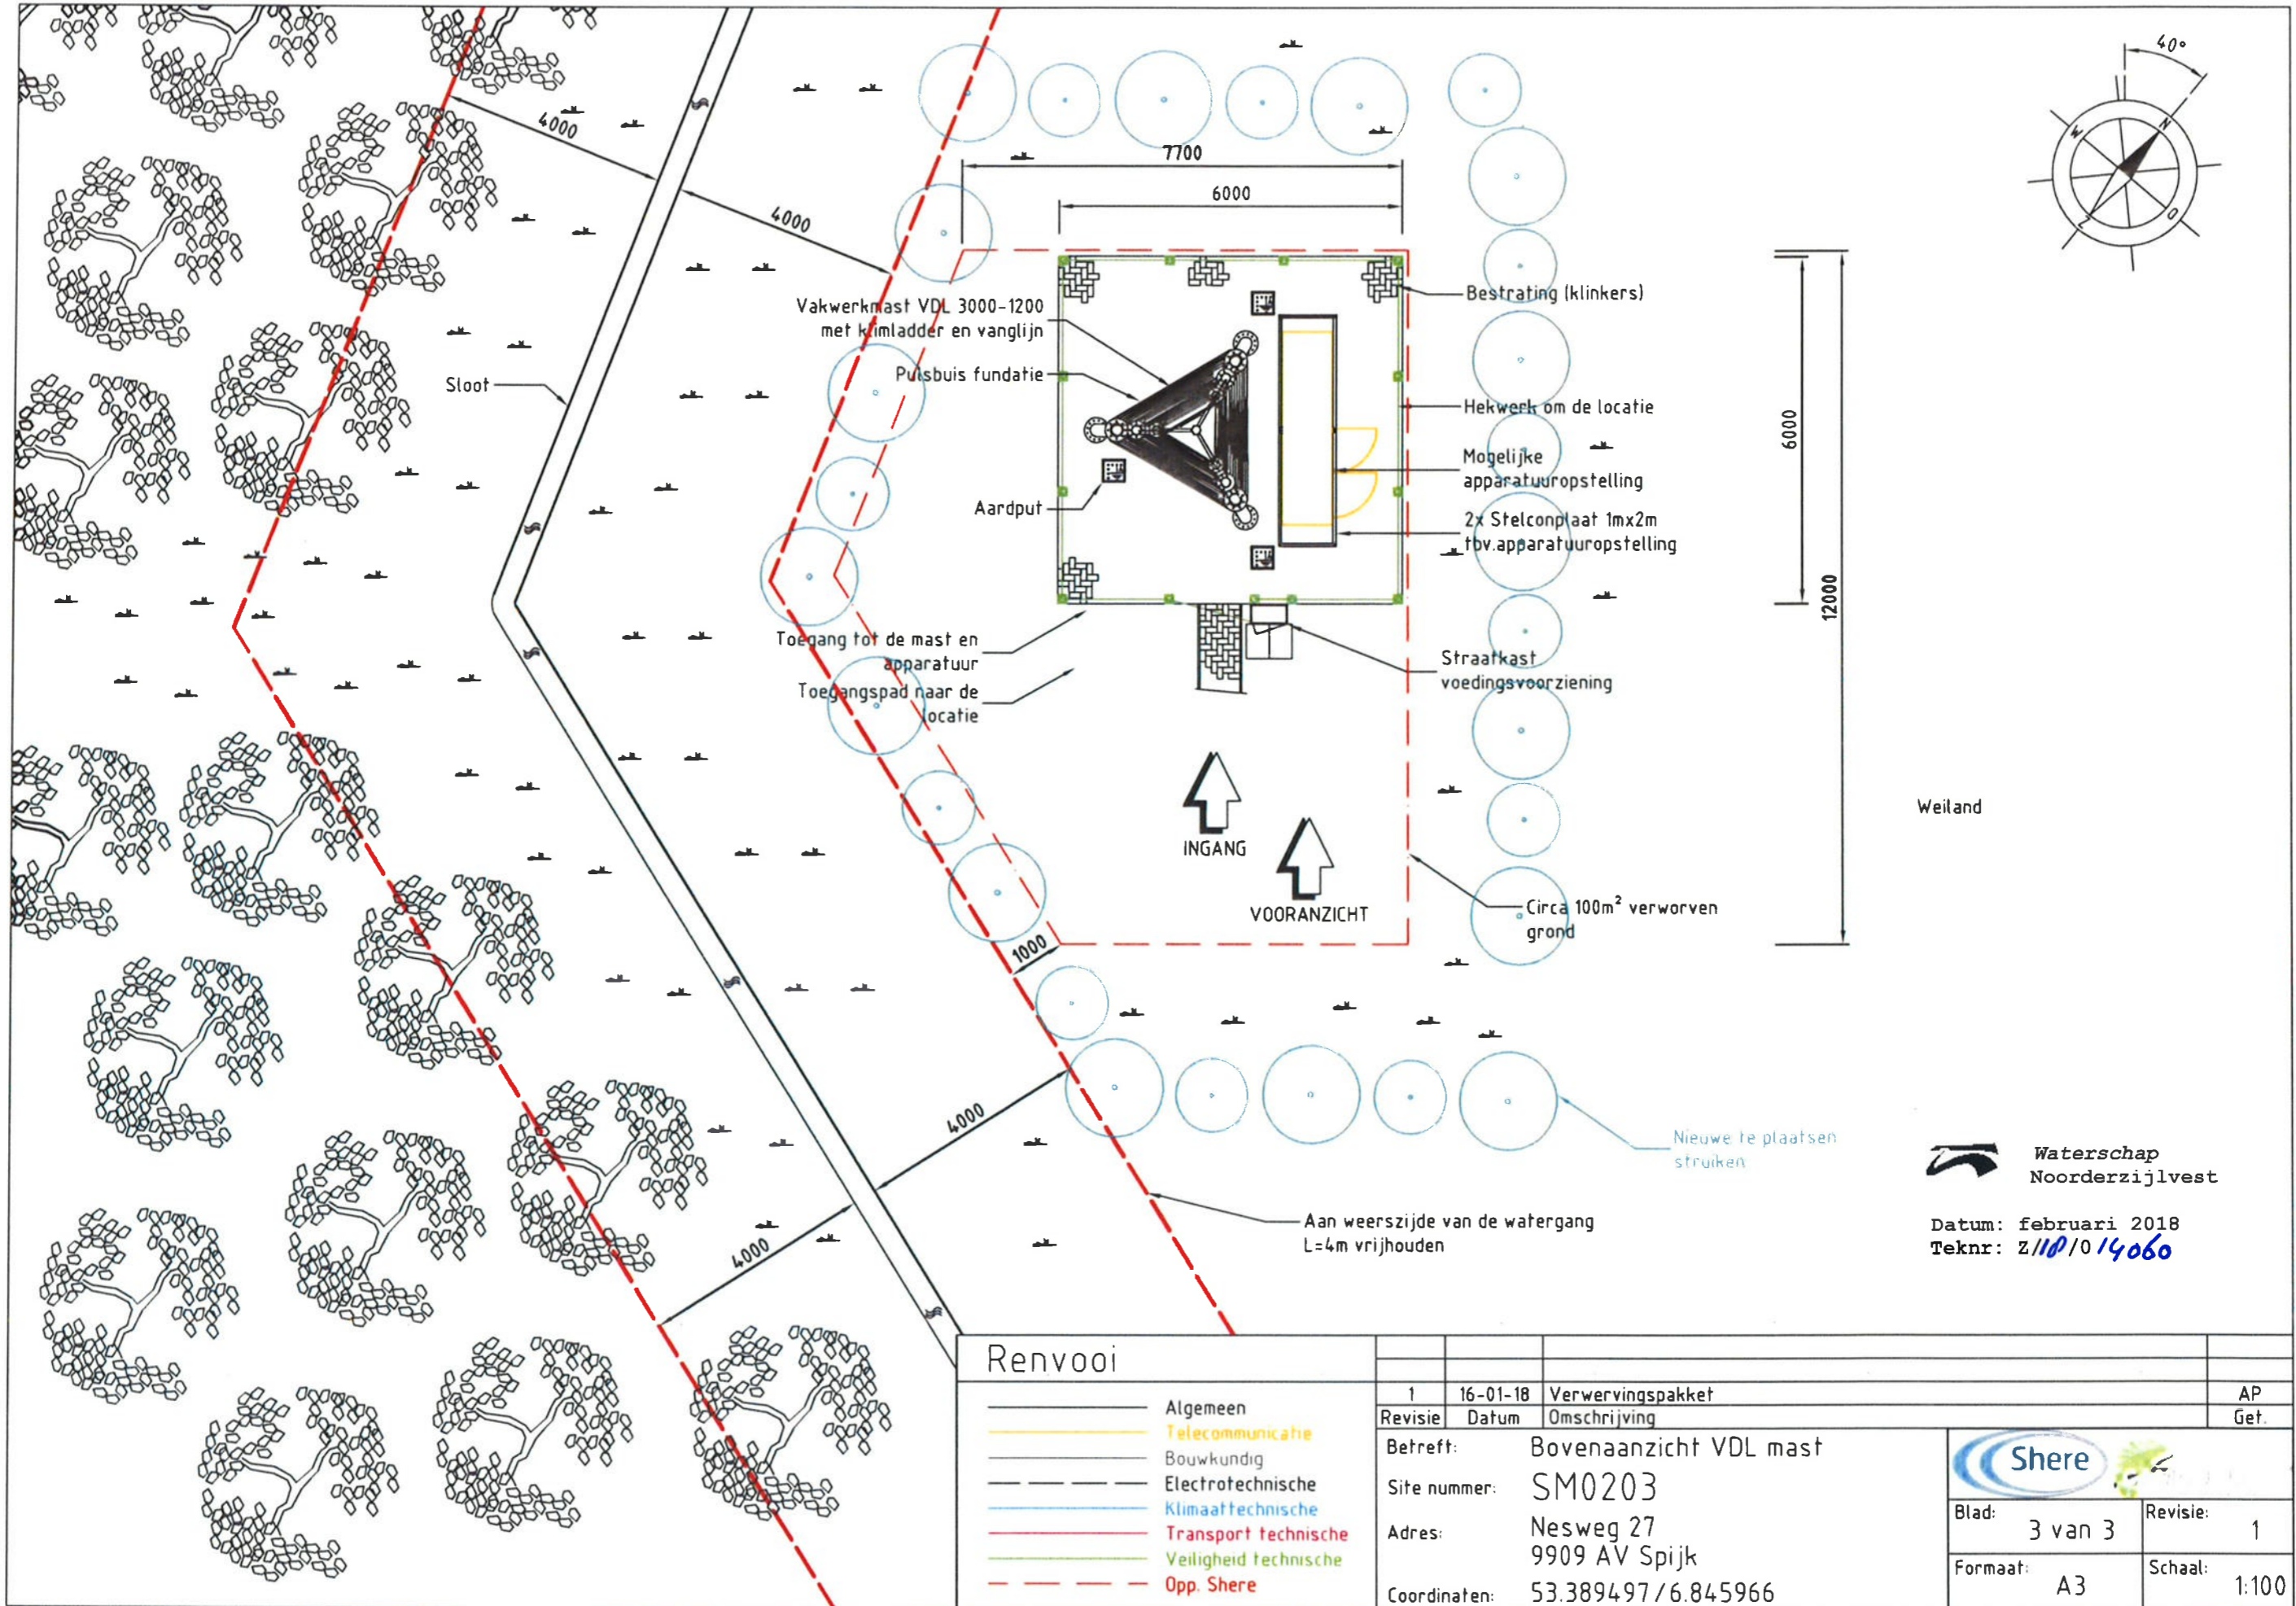 40°
N
W
O
Z
4000
4000
7700
6000
Vakwerkmast VDL 3000-1200
met klimladder en vanglijn
Pulsbuis fundatie
Sloot
Aardput
Bestrating (klinkers)
Hekwerk om de locatie
Mogelijke
apparatuuropstelling
2x Stelconplaat 1mx2m
tbv.apparatuuropstelling
6000
12000
Toegang tot de mast en
apparatuur
Toegangspad naar de
locatie
Straatkast
voedingsvoorziening
INGANG
VOORANZICHT
Weiland
Circa 100m² verworven
grond
1000
4000
4000
Nieuwe te plaatsen
struiken
Aan weerszijde van de watergang
L=4m vrijhouden
Waterschap
Noorderzijlvest
Datum: februari 2018
Teknr: Z/18/014060
Renvooi
Algemeen
Telecommunicatie
Bouwkundig
Electrotechnische
Klimaattechnische
Transport technische
Veiligheid technische
Opp. Shere
1 16-01-18 Verwervingspakket AP
Revisie Datum Omschrijving Get.
Betreft: Bovenaanzicht VDL mast
Site nummer: SM0203
Adres: Nesweg 27
9909 AV Spijk
Coordinaten: 53.389497/6.845966
Shere
Blad: 3 van 3
Revisie: 1
Formaat: A3
Schaal: 1:100